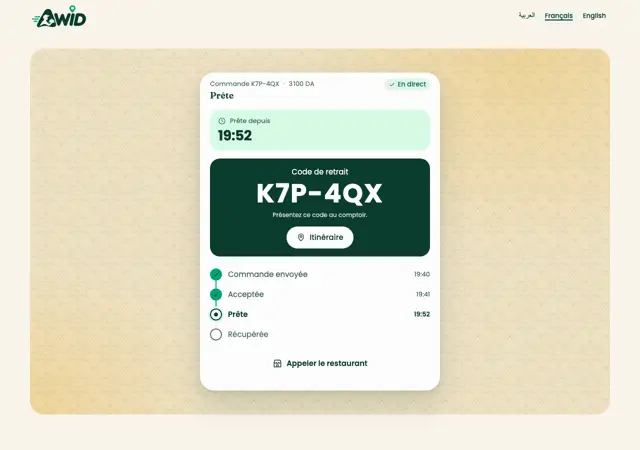 AWID
العربية
Français
English
Commande K7P-4QX · 3100 DA
En direct
Prête
Prête depuis
19:52
Code de retrait
K7P-4QX
Présentez ce code au comptoir.
Itinéraire
Commande envoyée 19:40
Acceptée 19:41
Prête 19:52
Récupérée
Appeler le restaurant